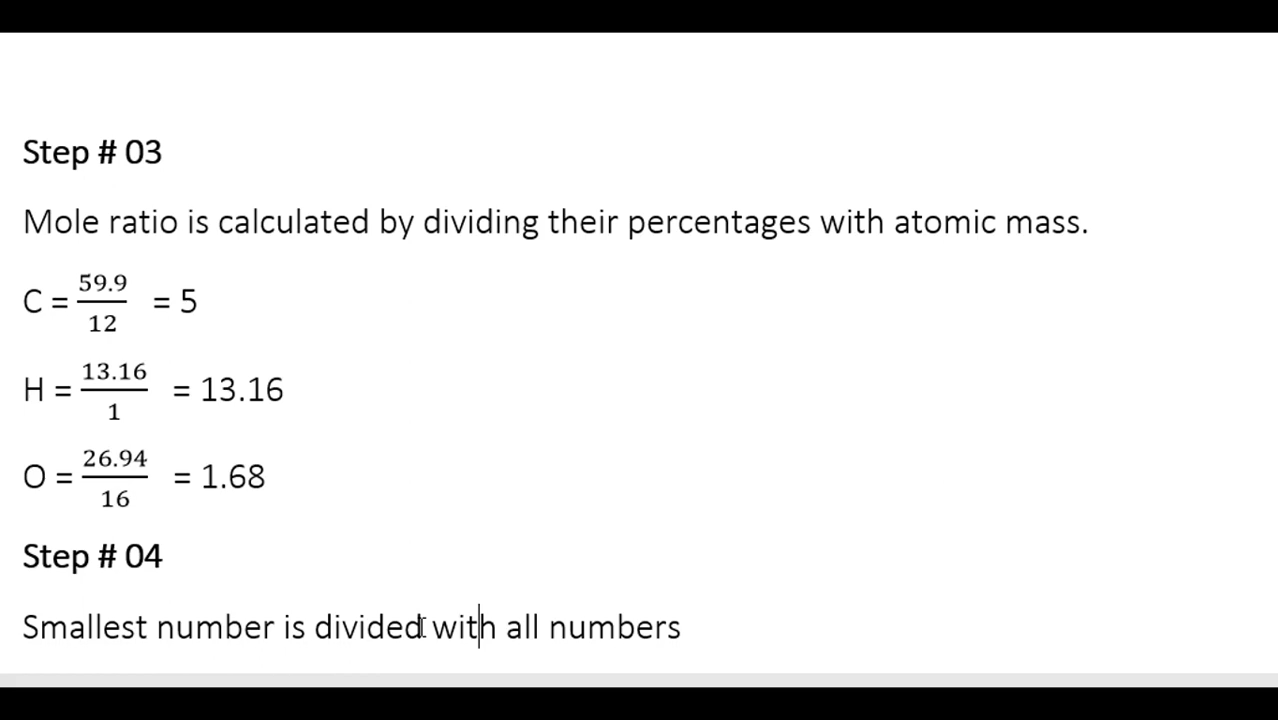 Step # 03
Mole ratio is calculated by dividing their percentages with atomic mass.
C = 59.9/12 = 5
H = 13.16/1 = 13.16
O = 26.94/16 = 1.68
Step # 04
Smallest number is divided with all numbers